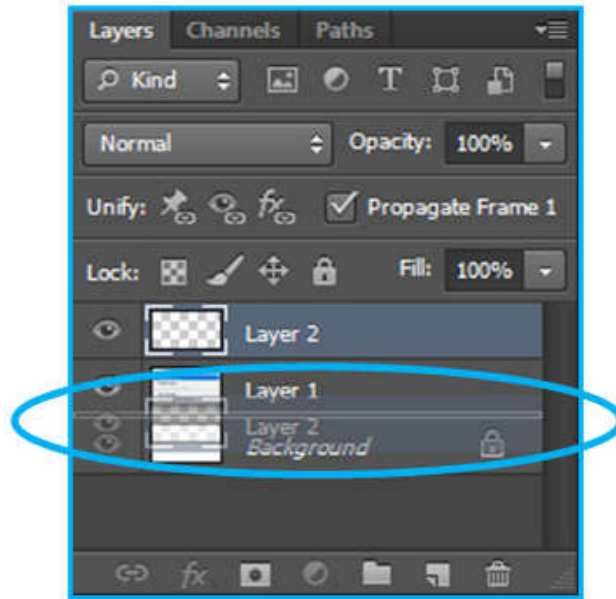 Layers Channels Paths
Kind T
Normal Opacity: 100%
Unify: fx Propagate Frame 1
Lock: Fill: 100%
Layer 2
Layer 1
Layer 2
Background
fx